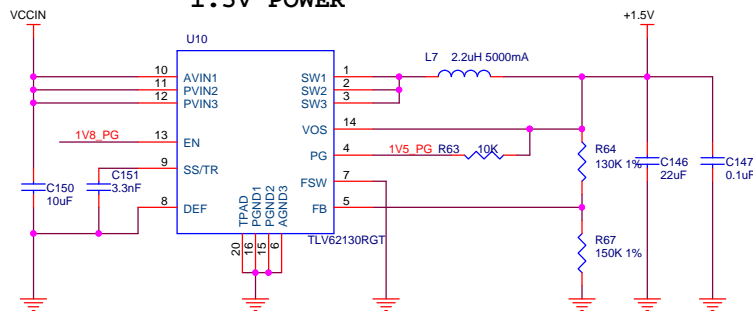 1.5V POWER
VCCIN
+1.5V
U10
L7 2.2uH 5000mA
10 AVIN1 SW1 1
11 PVIN2 SW2 2
12 PVIN3 SW3 3
VOS 14
1V8_PG 13 EN
PG 4 1V5_PG R63 10K
9 SS/TR
C151
3.3nF
FSW 7
R64
130K 1%
C150
10uF
8 DEF
FB 5
C146
22uF
C147
0.1uF
TPAD PGND1 PGND2 AGND3
20 16 15 6
TLV62130RGT
R67
150K 1%